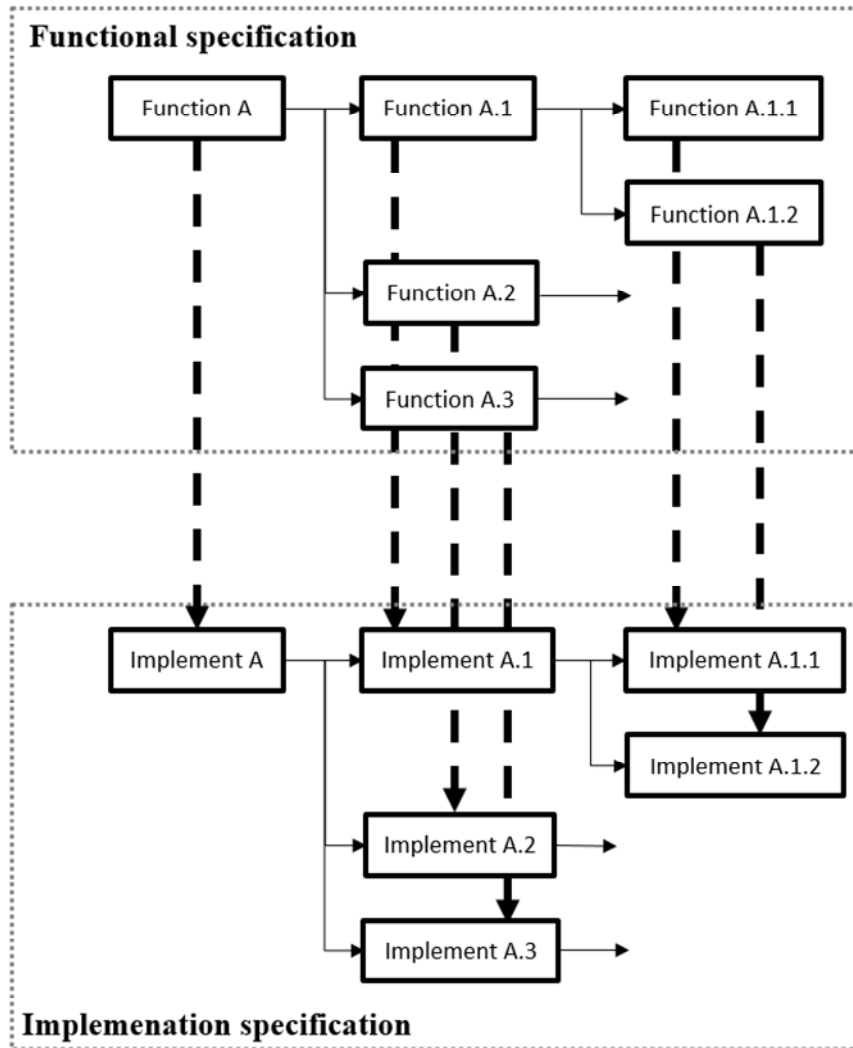 Functional specification
Function A
Function A.1
Function A.1.1
Function A.1.2
Function A.2
Function A.3
Implement A
Implement A.1
Implement A.1.1
Implement A.1.2
Implement A.2
Implement A.3
Implemenation specification